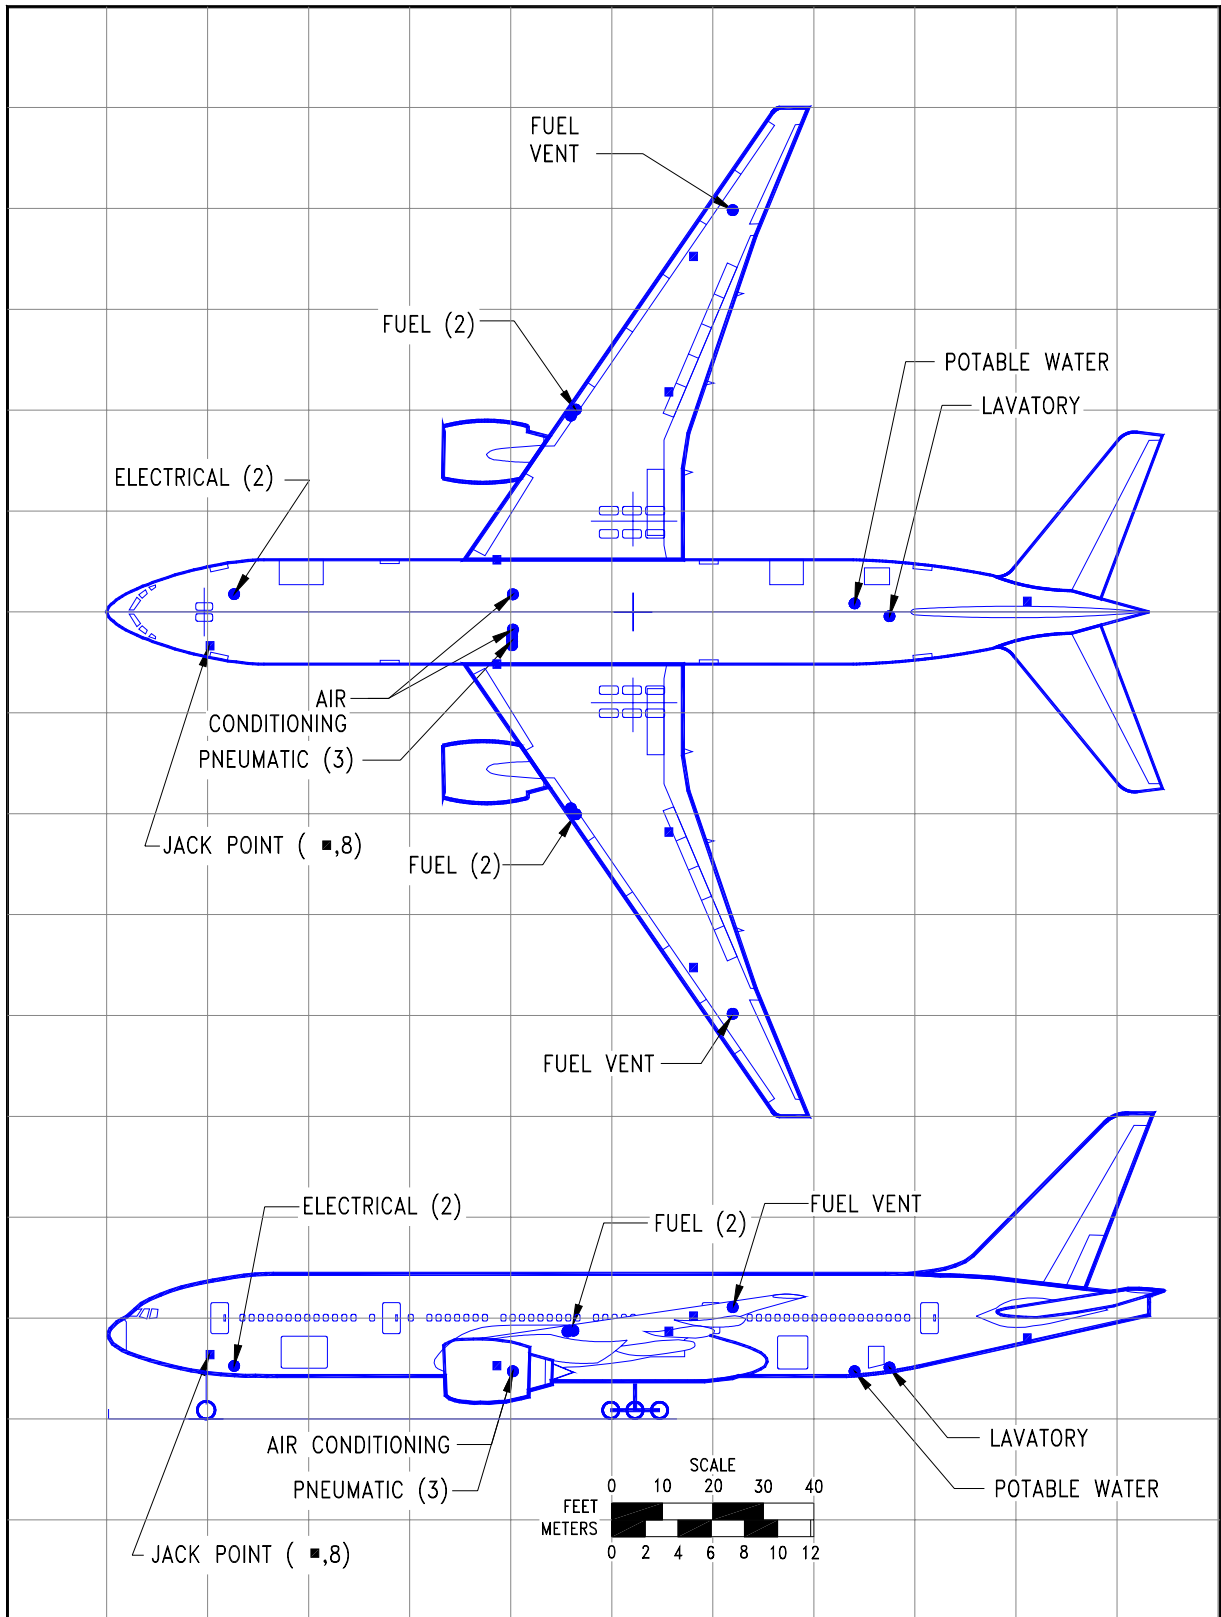 FUEL
VENT
FUEL (2)
POTABLE WATER
LAVATORY
ELECTRICAL (2)
AIR
CONDITIONING
PNEUMATIC (3)
JACK POINT ( ■,8)
FUEL (2)
FUEL VENT
ELECTRICAL (2)
FUEL VENT
FUEL (2)
AIR CONDITIONING
LAVATORY
PNEUMATIC (3)
POTABLE WATER
JACK POINT ( ■,8)
SCALE
0 10 20 30 40
FEET
METERS
0 2 4 6 8 10 12